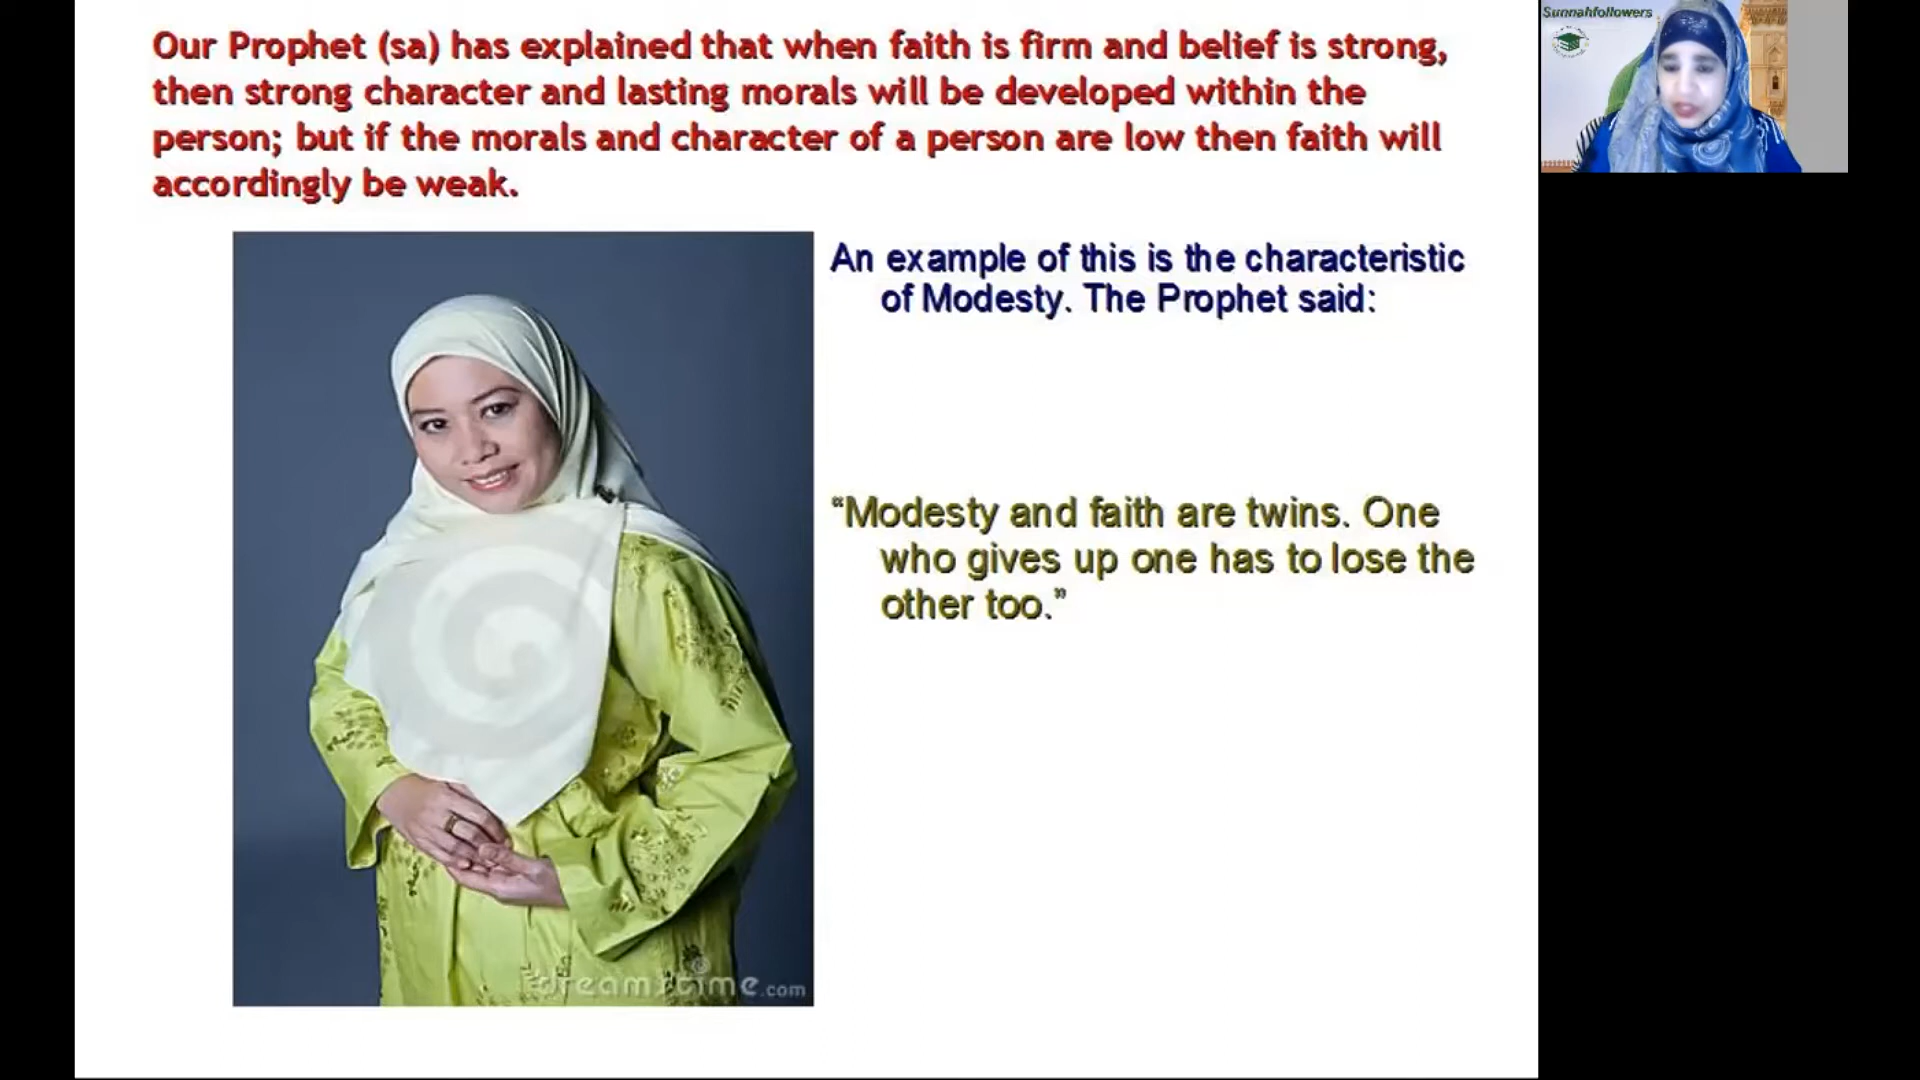 Our Prophet (sa) has explained that when faith is firm and belief is strong,
then strong character and lasting morals will be developed within the
person; but if the morals and character of a person are low then faith will
accordingly be weak.
An example of this is the characteristic
of Modesty. The Prophet said:
“Modesty and faith are twins. One
who gives up one has to lose the
other too.”
dreamstime.com
Sunnahfollowers